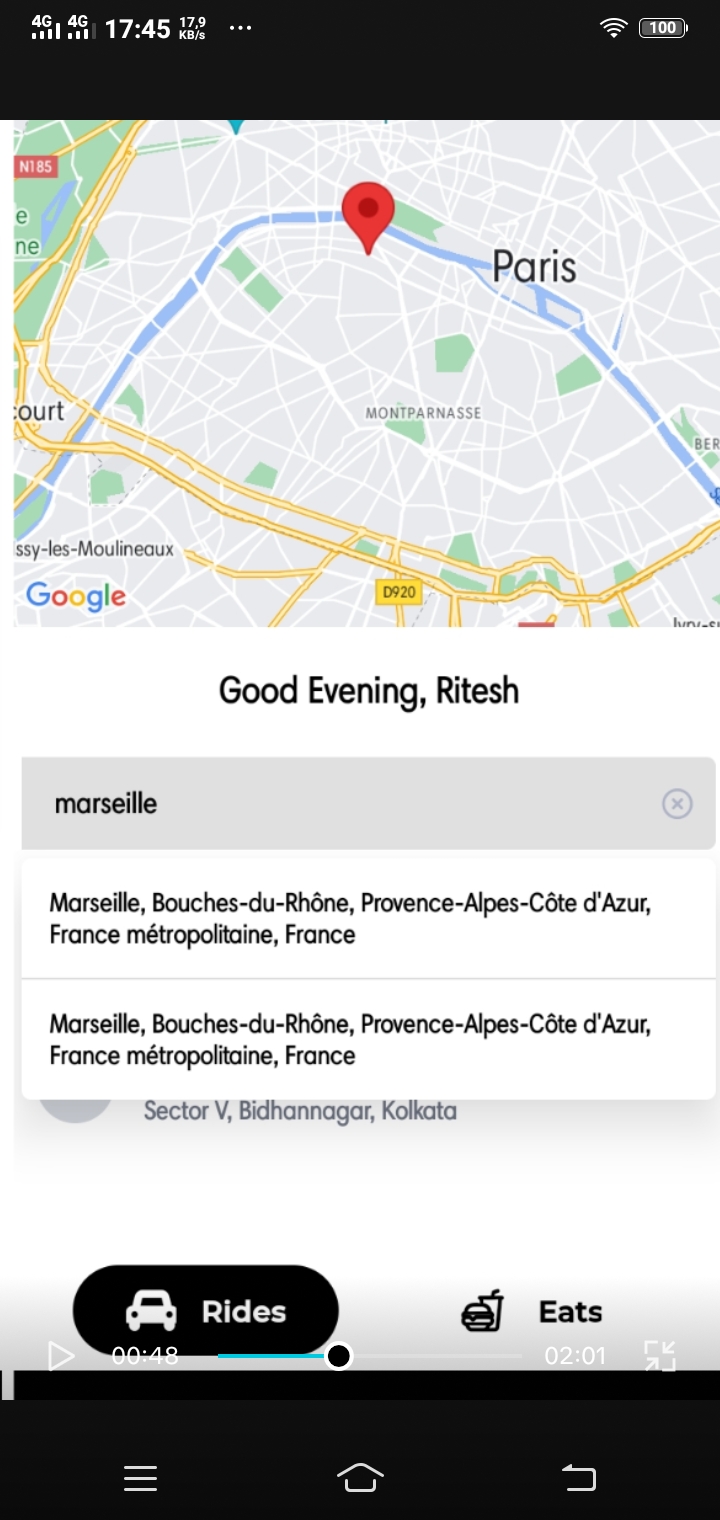 4G 4G 17:45 17,9 KB/s ... 100
N185
e
ne
Paris
court
MONTPARNASSE
BER
ssy-les-Moulineaux
Google
D920
Ivry-su
Good Evening, Ritesh
marseille
Marseille, Bouches-du-Rhône, Provence-Alpes-Côte d'Azur,
France métropolitaine, France
Marseille, Bouches-du-Rhône, Provence-Alpes-Côte d'Azur,
France métropolitaine, France
Sector V, Bidhannagar, Kolkata
Rides Eats
00:48 02:01